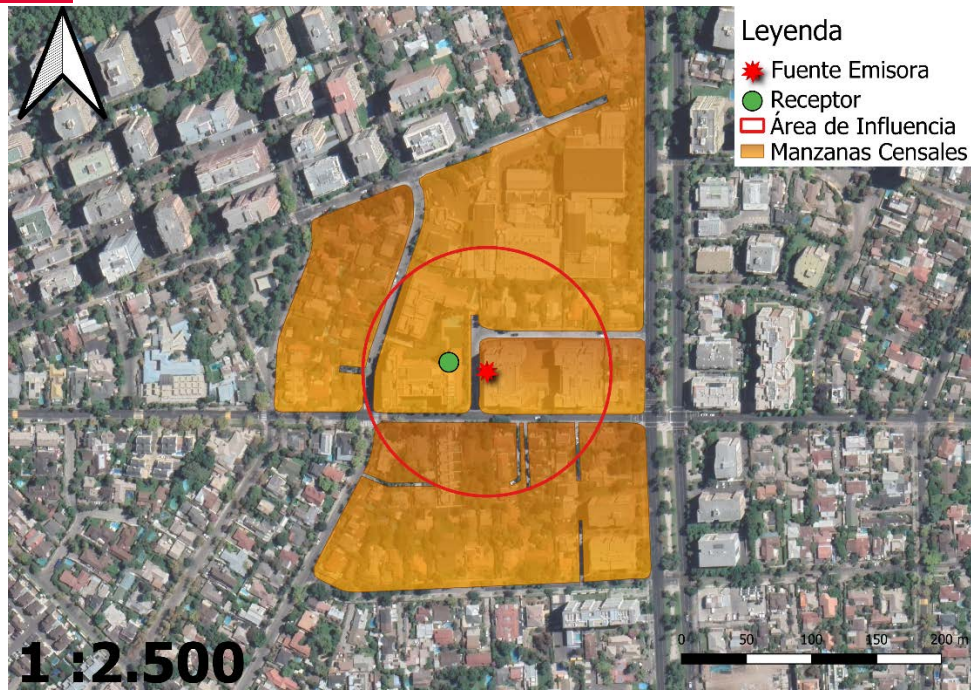 Leyenda
Fuente Emisora
Receptor
Área de Influencia
Manzanas Censales
1 :2.500
0 50 100 150 200 m